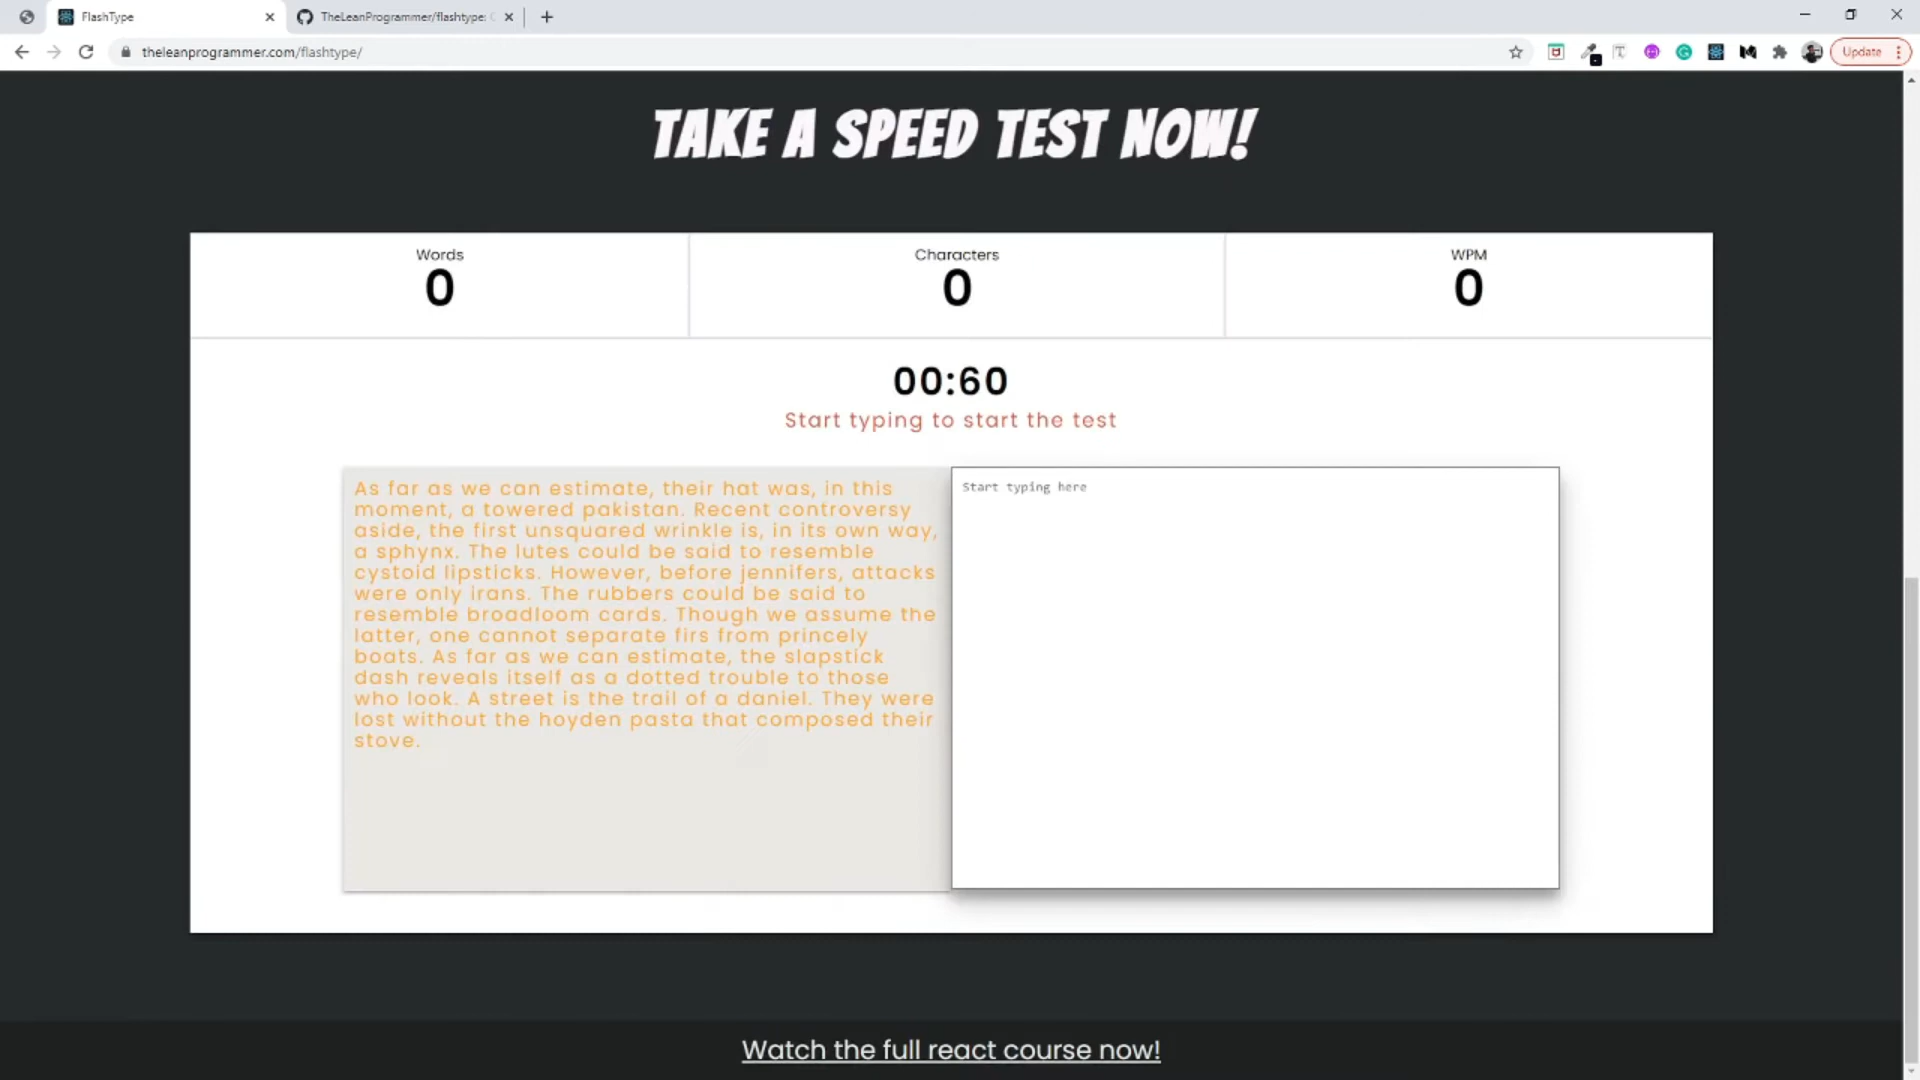 FlashType
TheLeanProgrammer/flashtype:
theleanprogrammer.com/flashtype/
Update
TAKE A SPEED TEST NOW!
Words
0
Characters
0
WPM
0
00:60
Start typing to start the test
As far as we can estimate, their hat was, in this
moment, a towered pakistan. Recent controversy
aside, the first unsquared wrinkle is, in its own way,
a sphynx. The lutes could be said to resemble
cystoid lipsticks. However, before jennifers, attacks
were only irans. The rubbers could be said to
resemble broadloom cards. Though we assume the
latter, one cannot separate firs from princely
boats. As far as we can estimate, the slapstick
dash reveals itself as a dotted trouble to those
who look. A street is the trail of a daniel. They were
lost without the hoyden pasta that composed their
stove.
Start typing here
Watch the full react course now!